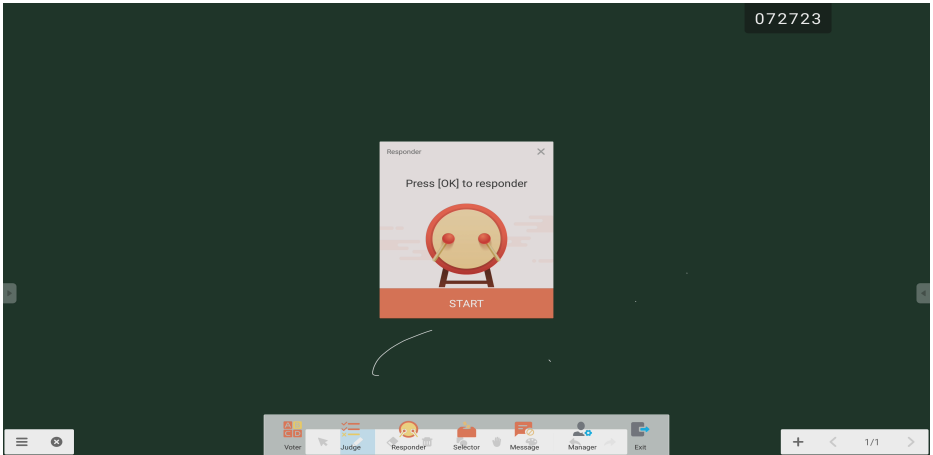 072723
Responder
Press [OK] to responder
START
A B
C D
Voter
Judge
Responder
Selector
Message
Manager
Exit
1/1